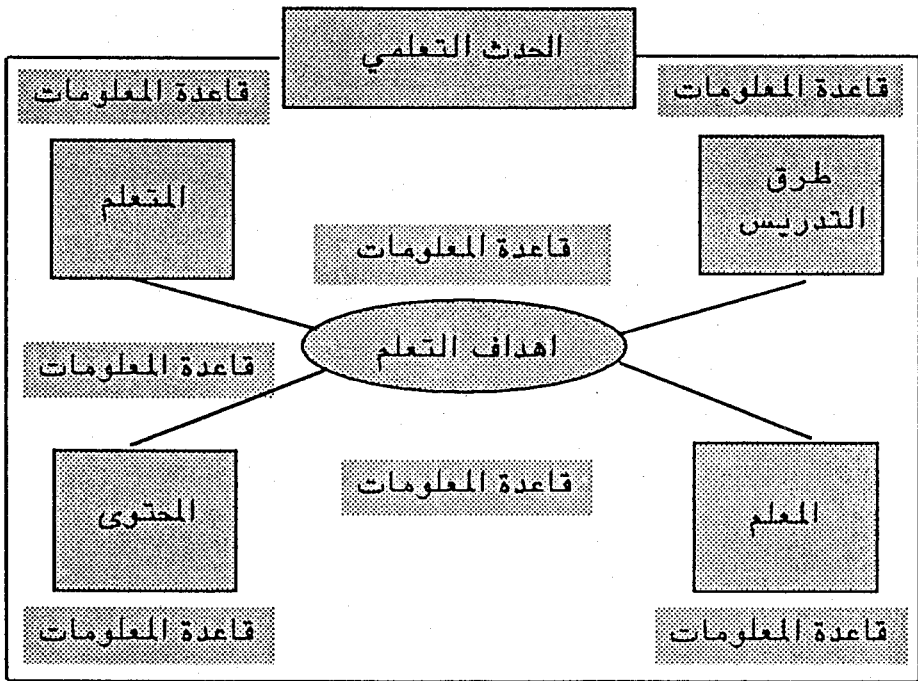 الحدث التعلمي
قاعدة المعلومات
قاعدة المعلومات
طرق
التدريس
المتعلم
قاعدة المعلومات
اهداف التعلم
قاعدة المعلومات
المعلم
المحتوى
قاعدة المعلومات
قاعدة المعلومات
قاعدة المعلومات